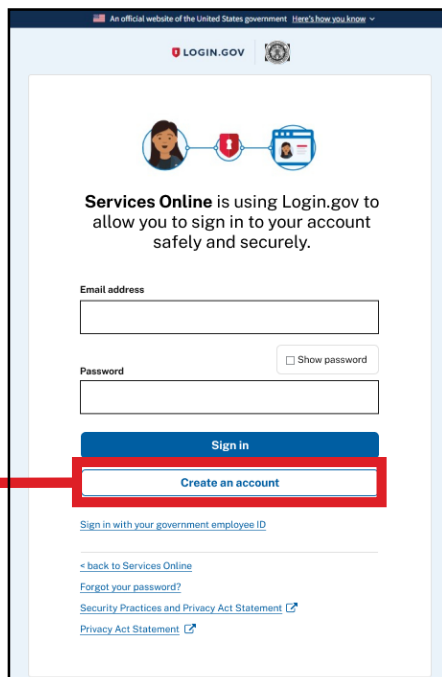 An official website of the United States government Here's how you know
LOGIN.GOV
Services Online is using Login.gov to
allow you to sign in to your account
safely and securely.
Email address
Show password
Password
Sign in
Create an account
Sign in with your government employee ID
< back to Services Online
Forgot your password?
Security Practices and Privacy Act Statement
Privacy Act Statement